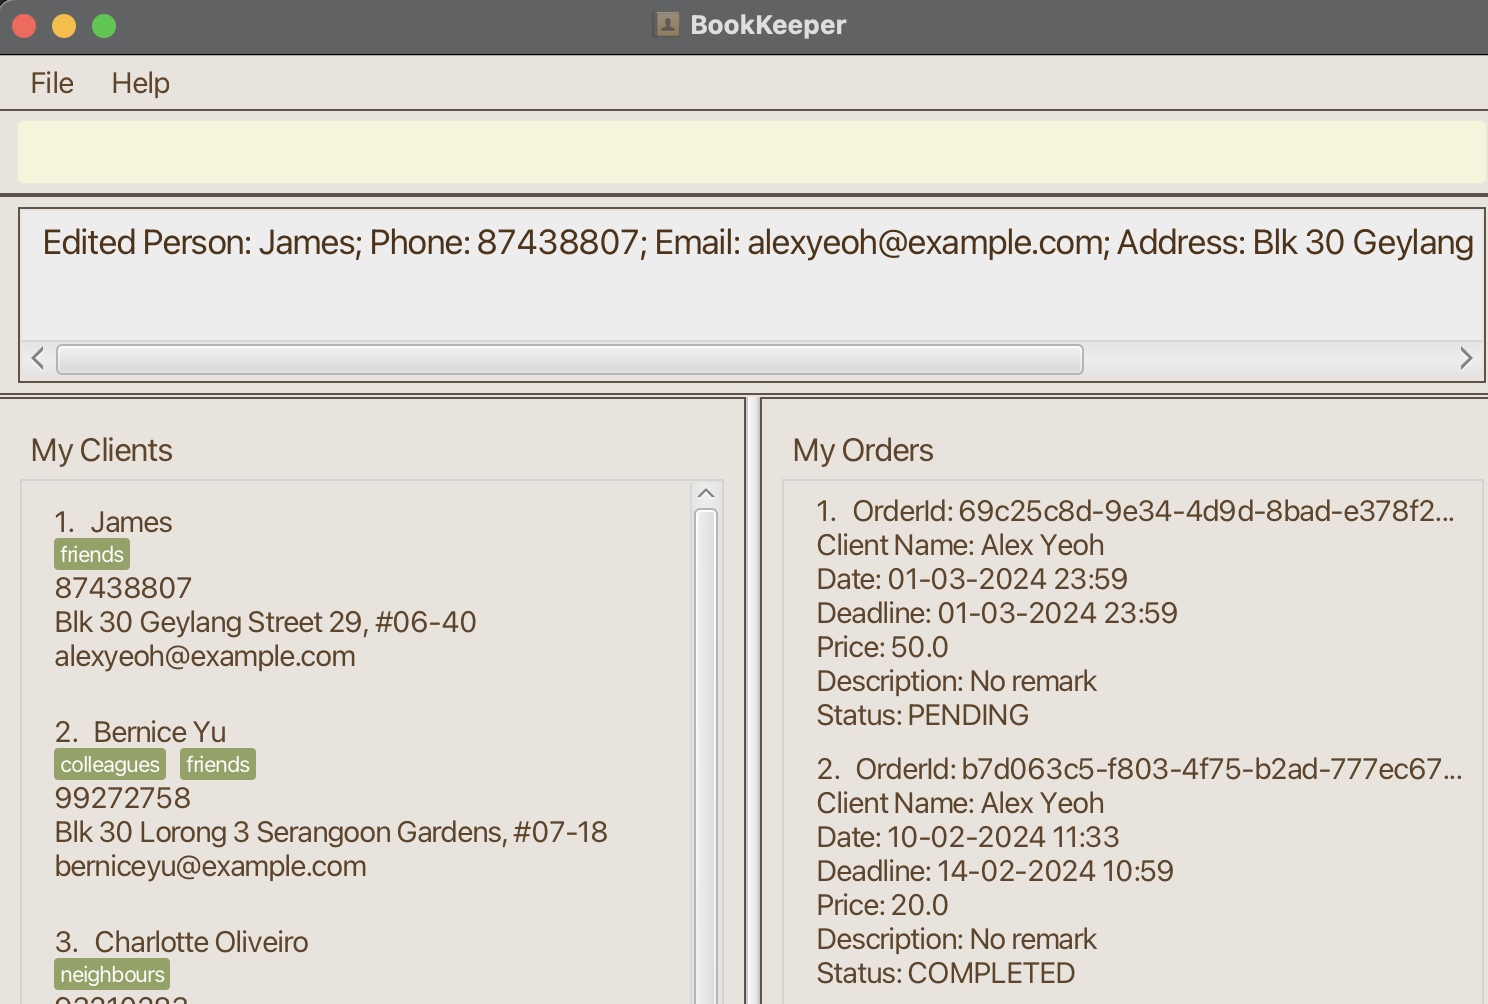 BookKeeper
File Help
Edited Person: James; Phone: 87438807; Email: alexyeoh@example.com; Address: Blk 30 Geylang
My Clients
1. James
friends
87438807
Blk 30 Geylang Street 29, #06-40
alexyeoh@example.com
2. Bernice Yu
colleagues friends
99272758
Blk 30 Lorong 3 Serangoon Gardens, #07-18
berniceyu@example.com
3. Charlotte Oliveiro
neighbours
My Orders
1. OrderId: 69c25c8d-9e34-4d9d-8bad-e378f2...
Client Name: Alex Yeoh
Date: 01-03-2024 23:59
Deadline: 01-03-2024 23:59
Price: 50.0
Description: No remark
Status: PENDING
2. OrderId: b7d063c5-f803-4f75-b2ad-777ec67...
Client Name: Alex Yeoh
Date: 10-02-2024 11:33
Deadline: 14-02-2024 10:59
Price: 20.0
Description: No remark
Status: COMPLETED